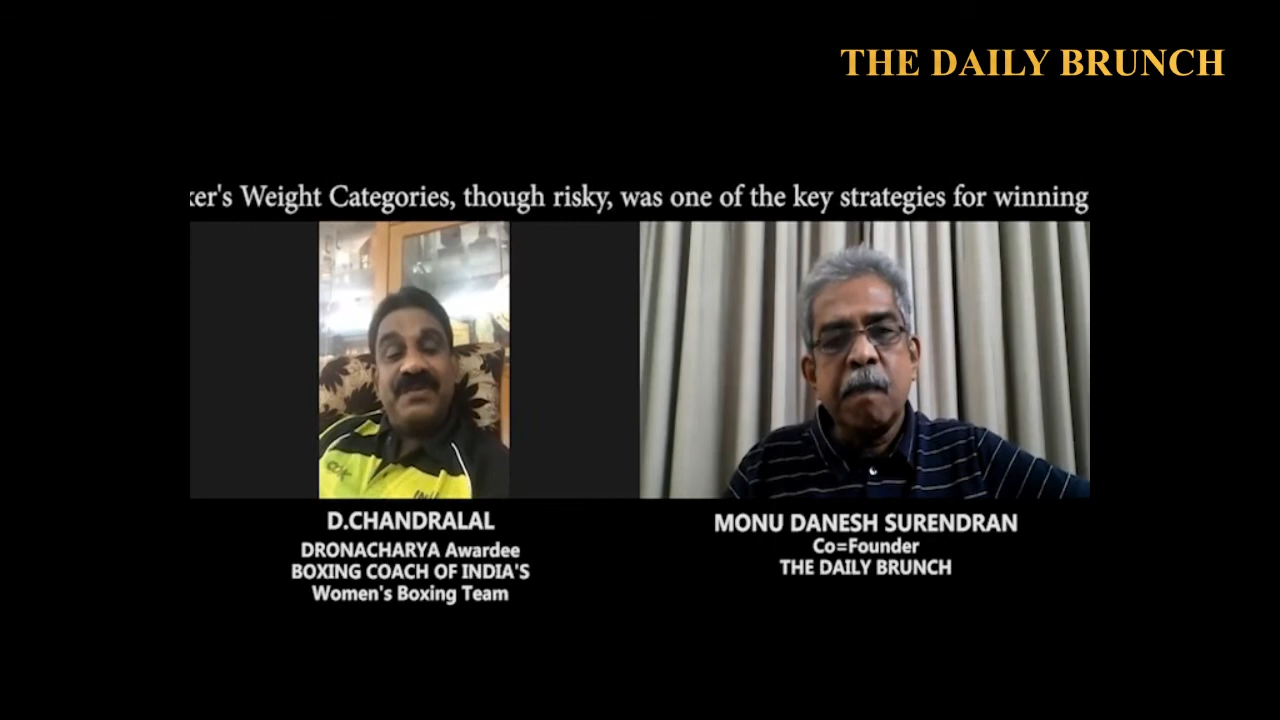 THE DAILY BRUNCH
Weight Categories, though risky, was one of the key strategies for winning
D.CHANDRALAL
DRONACHARYA Awardee
BOXING COACH OF INDIA'S
Women's Boxing Team
MONU DANESH SURENDRAN
Co=Founder
THE DAILY BRUNCH